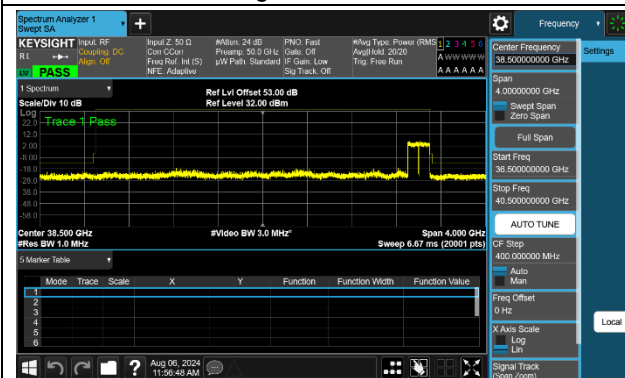 Spectrum Analyzer 1
Swept SA
Frequency
KEYSIGHT
Input: RF
Coupling: DC
Align: Off
Input Z: 50 Ω
Corr CCorr
Freq Ref: Int (S)
NFE: Adaptive
#Atten: 24 dB
Preamp: 50.0 GHz
µW Path: Standard
PNO: Fast
Gate: Off
IF Gain: Low
Sig Track: Off
#Avg Type: Power (RMS
Avg|Hold: 20/20
Trig: Free Run
1 2 3 4 5 6
A W W W W W
A A A A A A
PASS
1 Spectrum
Scale/Div 10 dB
Ref Lvl Offset 53.00 dB
Ref Level 32.00 dBm
Log
Trace 1 Pass
22.0
12.0
2.00
-8.00
-18.0
-28.0
-38.0
-48.0
-58.0
Center 38.500 GHz
#Res BW 1.0 MHz
#Video BW 3.0 MHz*
Span 4.000 GHz
Sweep 6.67 ms (20001 pts)
5 Marker Table
Mode Trace Scale X Y Function Function Width Function Value
1
2
3
4
5
6
Aug 06, 2024
11:56:48 AM
Center Frequency
38.500000000 GHz
Settings
Span
4.00000000 GHz
Swept Span
Zero Span
Full Span
Start Freq
36.500000000 GHz
Stop Freq
40.500000000 GHz
AUTO TUNE
CF Step
400.000000 MHz
Auto
Man
Freq Offset
0 Hz
X Axis Scale
Log
Lin
Local
Signal Track
(Span Zoom)